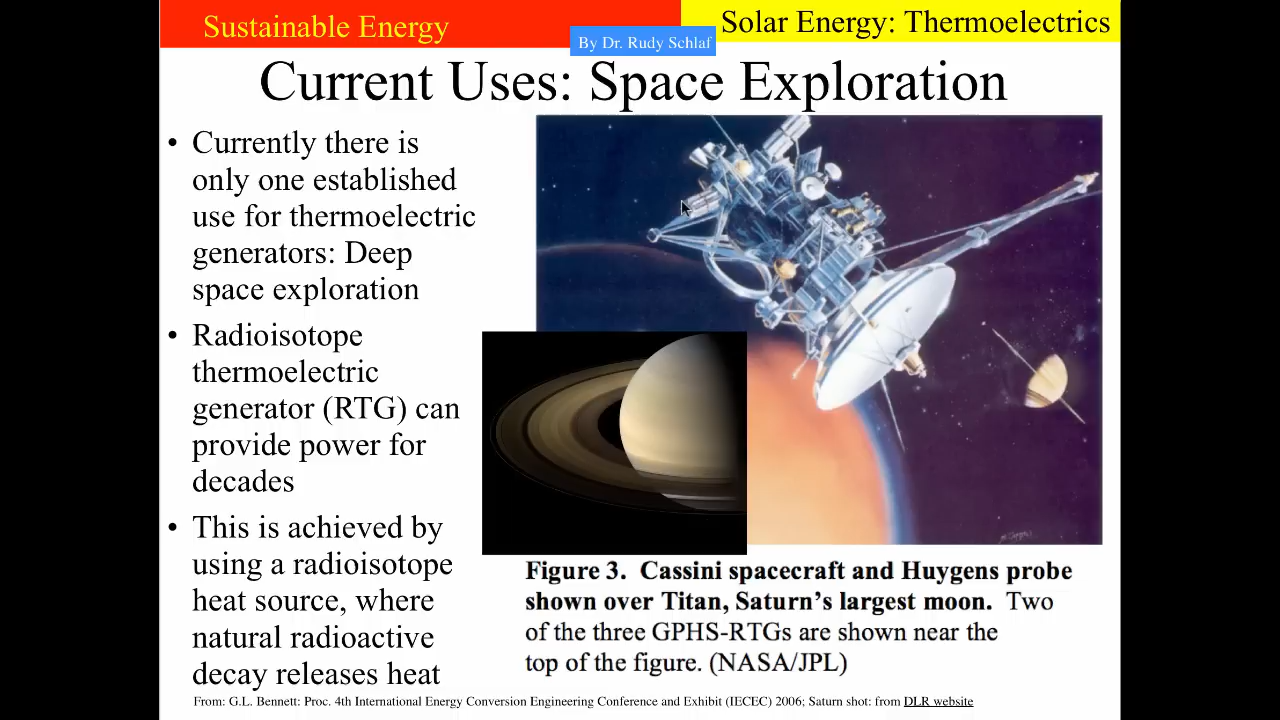 Sustainable Energy
Solar Energy: Thermoelectrics
By Dr. Rudy Schlaf
Current Uses: Space Exploration
• Currently there is
only one established
use for thermoelectric
generators: Deep
space exploration
• Radioisotope
thermoelectric
generator (RTG) can
provide power for
decades
• This is achieved by
using a radioisotope
heat source, where
natural radioactive
decay releases heat
Figure 3. Cassini spacecraft and Huygens probe
shown over Titan, Saturn's largest moon. Two
of the three GPHS-RTGs are shown near the
top of the figure. (NASA/JPL)
From: G.L. Bennett: Proc. 4th International Energy Conversion Engineering Conference and Exhibit (IECEC) 2006; Saturn shot: from DLR website